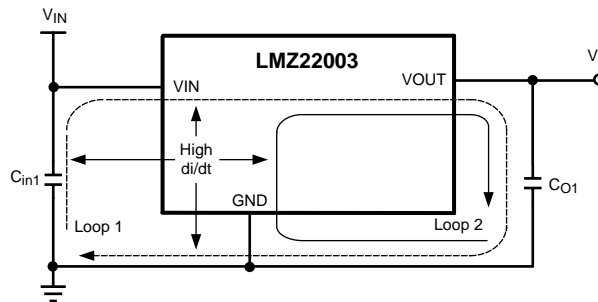 VIN
LMZ22003
VIN
VOUT
V
High
di/dt
Cin1
CO1
GND
Loop 1
Loop 2